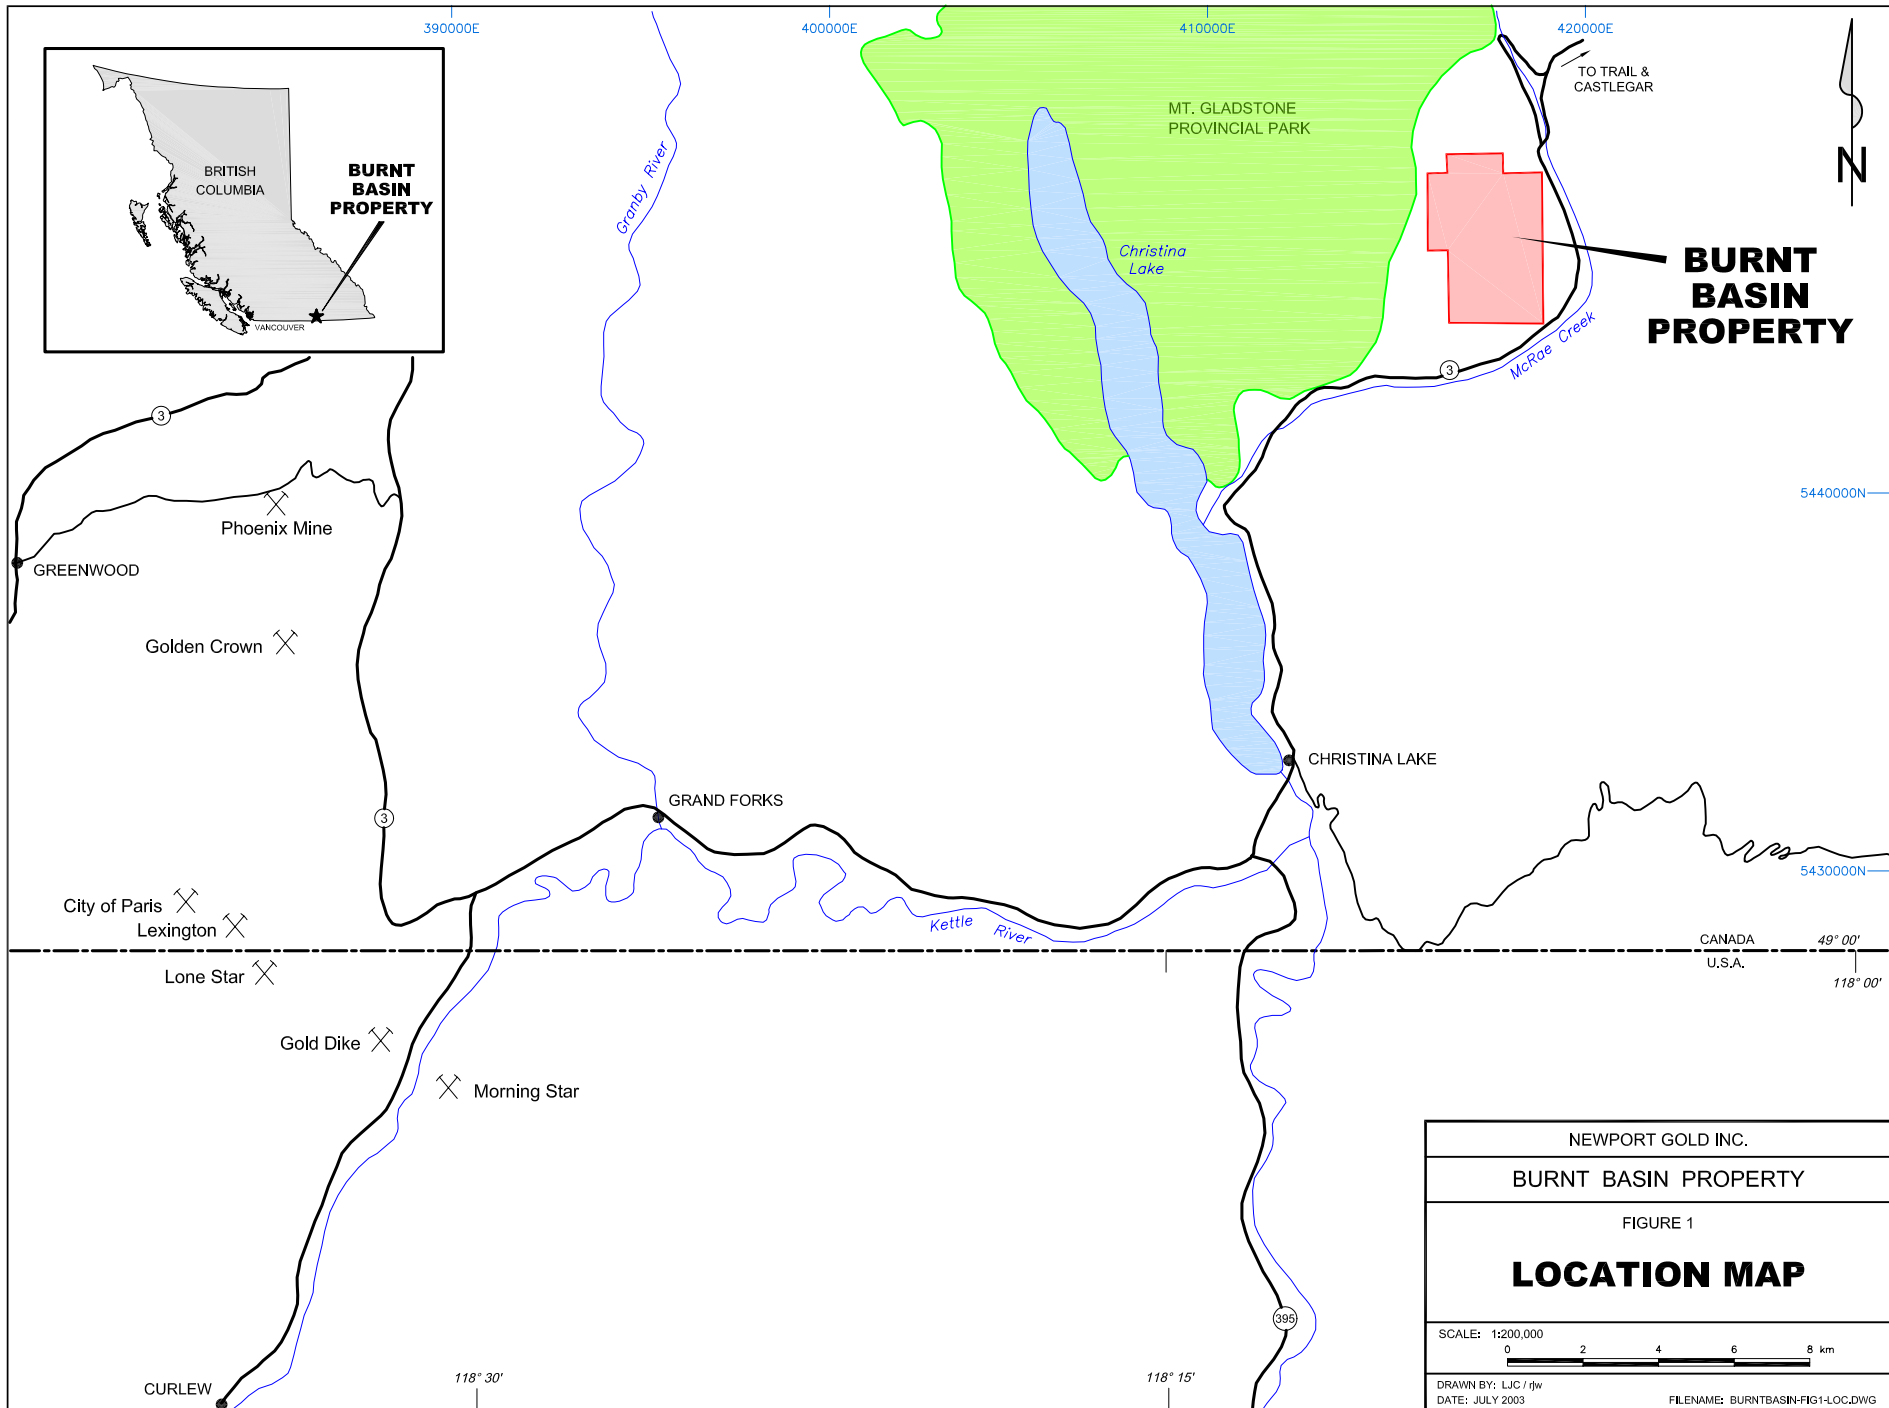 390000E
400000E
410000E
420000E
TO TRAIL &
CASTLEGAR
BRITISH
COLUMBIA
BURNT
BASIN
PROPERTY
VANCOUVER
Granby River
MT. GLADSTONE
PROVINCIAL PARK
Christina
Lake
N
BURNT
BASIN
PROPERTY
McRae Creek
3
3
Phoenix Mine
5440000N
GREENWOOD
Golden Crown
CHRISTINA LAKE
GRAND FORKS
3
5430000N
City of Paris
Lexington
Kettle River
CANADA
49° 00'
U.S.A.
118° 00'
Lone Star
Gold Dike
Morning Star
395
CURLEW
118° 30'
118° 15'
NEWPORT GOLD INC.
BURNT BASIN PROPERTY
FIGURE 1
LOCATION MAP
SCALE: 1:200,000
0 2 4 6 8 km
DRAWN BY: LJC / rjw
DATE: JULY 2003
FILENAME: BURNTBASIN-FIG1-LOC.DWG